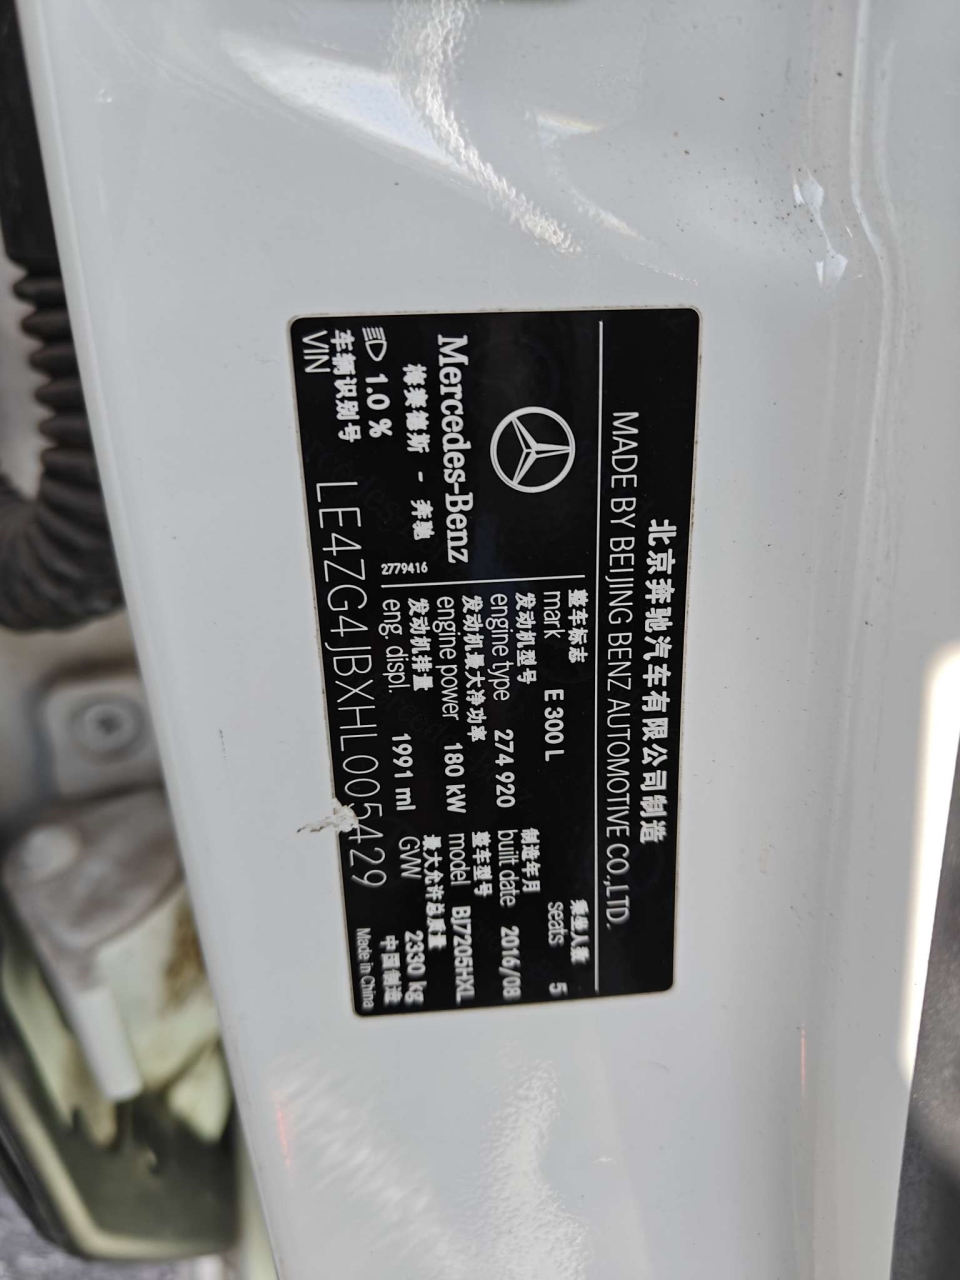 北京奔驰汽车有限公司制造
MADE BY BEIJING BENZ AUTOMOTIVE CO.,LTD.
整车标志
mark E 300 L
乘坐人数
seats 5
发动机型号
engine type 274 920
制造年月
built date 2016/08
发动机最大净功率
engine power 180 kW
整车型号
model BJ7205HXL
发动机排量
eng. displ. 1991 ml
最大允许总质量
GVW 2330 kg
Mercedes-Benz
梅赛德斯 - 奔驰
2779416
1.0 %
中国制造
Made in China
车辆识别号
VIN LE4ZG4JBXHL005429